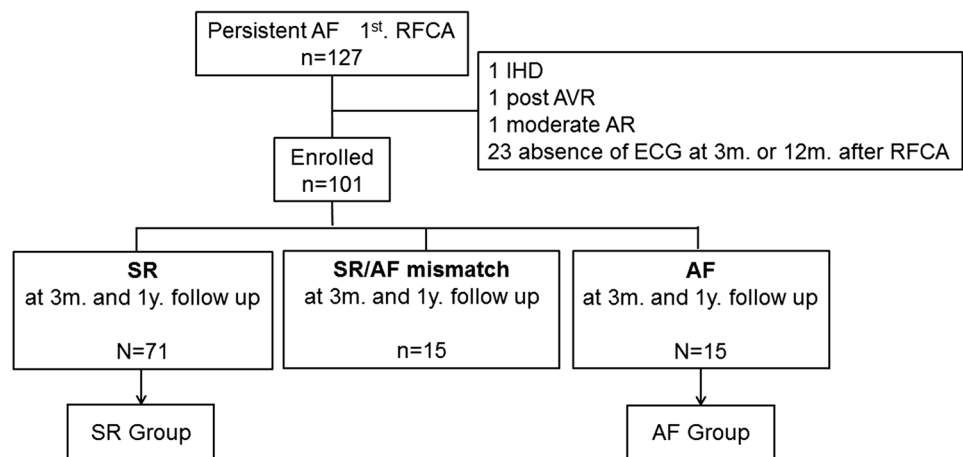 Persistent AF 1st. RFCA
n=127
1 IHD
1 post AVR
1 moderate AR
23 absence of ECG at 3m. or 12m. after RFCA
Enrolled
n=101
SR
at 3m. and 1y. follow up
N=71
SR/AF mismatch
at 3m. and 1y. follow up
n=15
AF
at 3m. and 1y. follow up
N=15
SR Group
AF Group